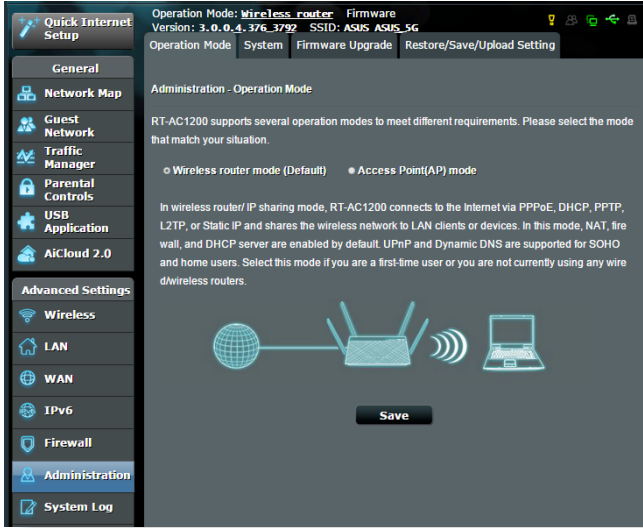 Quick Internet
Setup
Operation Mode: Wireless router Firmware
Version: 3.0.0.4.376_3792 SSID: ASUS ASUS_5G
Operation Mode System Firmware Upgrade Restore/Save/Upload Setting
General
Network Map
Guest
Network
Traffic
Manager
Parental
Controls
USB
Application
AiCloud 2.0
Advanced Settings
Wireless
LAN
WAN
IPv6
Firewall
Administration
System Log
Administration - Operation Mode
RT-AC1200 supports several operation modes to meet different requirements. Please select the mode
that match your situation.
Wireless router mode (Default) Access Point(AP) mode
In wireless router/ IP sharing mode, RT-AC1200 connects to the Internet via PPPoE, DHCP, PPTP,
L2TP, or Static IP and shares the wireless network to LAN clients or devices. In this mode, NAT, fire
wall, and DHCP server are enabled by default. UPnP and Dynamic DNS are supported for SOHO
and home users. Select this mode if you are a first-time user or you are not currently using any wire
d/wireless routers.
Save